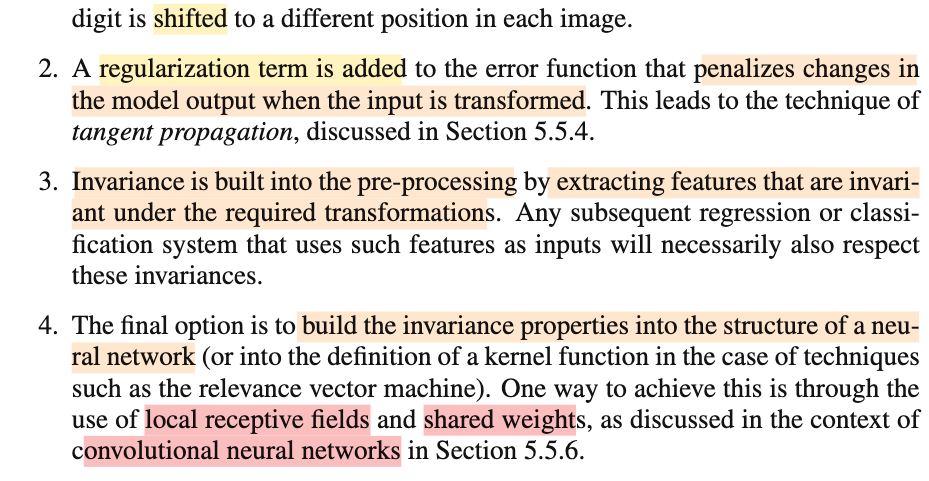 digit is shifted to a different position in each image.
2. A regularization term is added to the error function that penalizes changes in
the model output when the input is transformed. This leads to the technique of
tangent propagation, discussed in Section 5.5.4.
3. Invariance is built into the pre-processing by extracting features that are invari-
ant under the required transformations. Any subsequent regression or classi-
fication system that uses such features as inputs will necessarily also respect
these invariances.
4. The final option is to build the invariance properties into the structure of a neu-
ral network (or into the definition of a kernel function in the case of techniques
such as the relevance vector machine). One way to achieve this is through the
use of local receptive fields and shared weights, as discussed in the context of
convolutional neural networks in Section 5.5.6.